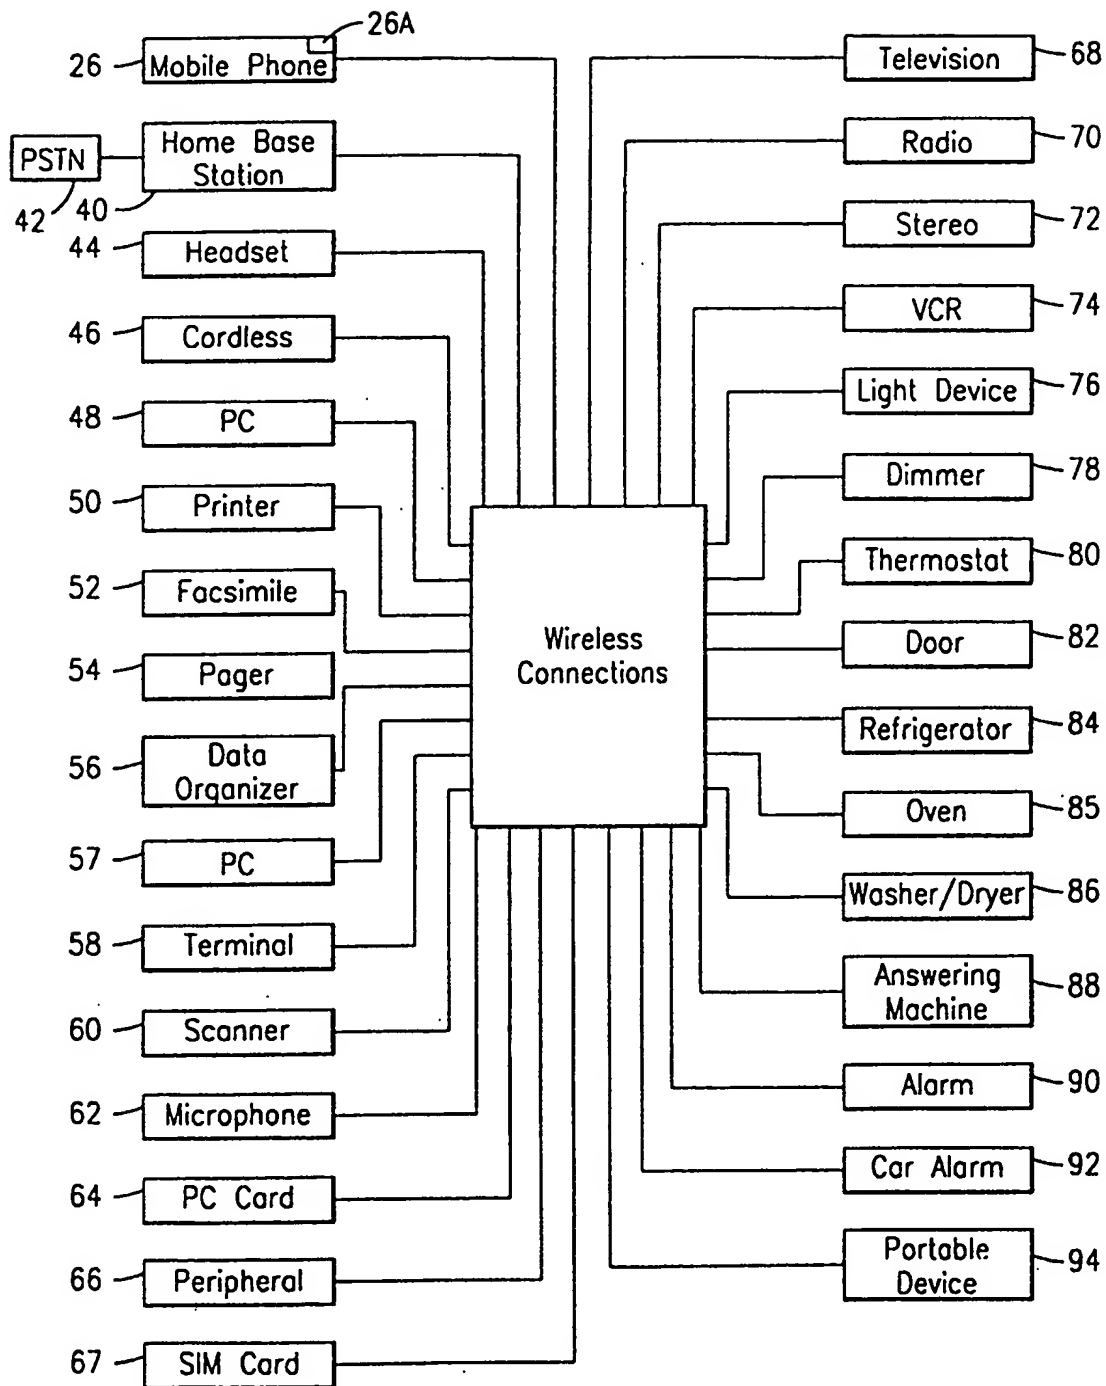 26A
26
Mobile Phone
PSTN
42
Home Base
Station
40
44
Headset
46
Cordless
48
PC
50
Printer
52
Facsimile
54
Pager
56
Data
Organizer
57
PC
58
Terminal
60
Scanner
62
Microphone
64
PC Card
66
Peripheral
67
SIM Card
Wireless
Connections
Television
68
Radio
70
Stereo
72
VCR
74
Light Device
76
Dimmer
78
Thermostat
80
Door
82
Refrigerator
84
Oven
85
Washer/Dryer
86
Answering
Machine
88
Alarm
90
Car Alarm
92
Portable
Device
94